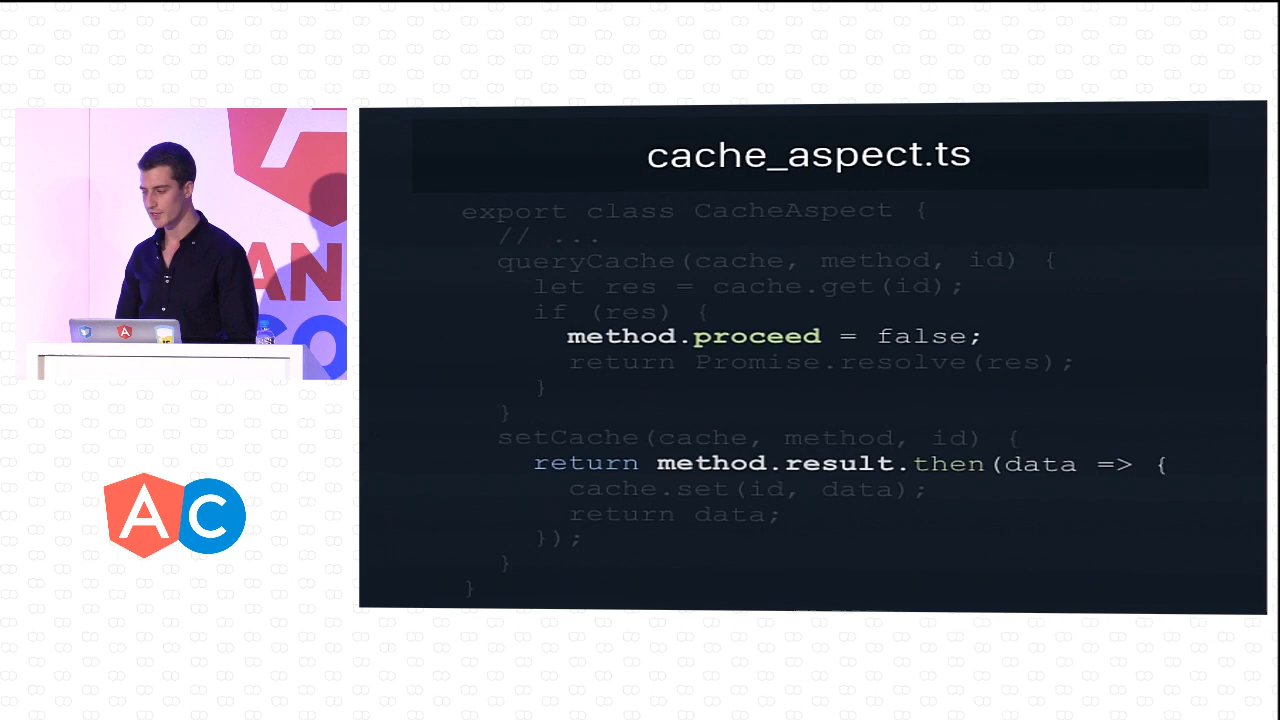 cache_aspect.ts
export class CacheAspect {
// ...
queryCache(cache, method, id) {
let res = cache.get(id);
if (res) {
method.proceed = false;
return Promise.resolve(res);
}
}
setCache(cache, method, id) {
return method.result.then(data => {
cache.set(id, data);
return data;
});
}
}
A
AN
CO
A
A C